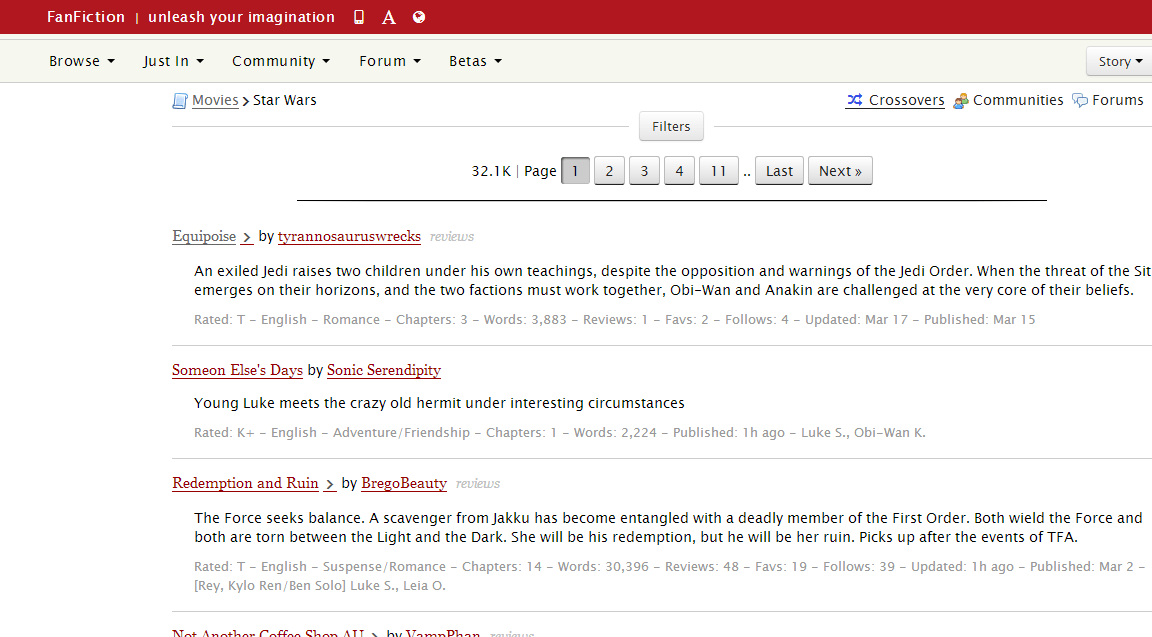 FanFiction | unleash your imagination
Browse Just In Community Forum Betas Story
Movies > Star Wars Crossovers Communities Forums
Filters
32.1K | Page 1 2 3 4 11 .. Last Next »
Equipoise > by tyrannosauruswrecks reviews
An exiled Jedi raises two children under his own teachings, despite the opposition and warnings of the Jedi Order. When the threat of the Sit
emerges on their horizons, and the two factions must work together, Obi-Wan and Anakin are challenged at the very core of their beliefs.
Rated: T - English - Romance - Chapters: 3 - Words: 3,883 - Reviews: 1 - Favs: 2 - Follows: 4 - Updated: Mar 17 - Published: Mar 15
Someon Else's Days by Sonic Serendipity
Young Luke meets the crazy old hermit under interesting circumstances
Rated: K+ - English - Adventure/Friendship - Chapters: 1 - Words: 2,224 - Published: 1h ago - Luke S., Obi-Wan K.
Redemption and Ruin > by BregoBeauty reviews
The Force seeks balance. A scavenger from Jakku has become entangled with a deadly member of the First Order. Both wield the Force and
both are torn between the Light and the Dark. She will be his redemption, but he will be her ruin. Picks up after the events of TFA.
Rated: T - English - Suspense/Romance - Chapters: 14 - Words: 30,396 - Reviews: 48 - Favs: 19 - Follows: 39 - Updated: 1h ago - Published: Mar 2 -
[Rey, Kylo Ren/Ben Solo] Luke S., Leia O.
Not Another Coffee Shop AU > by VampPhan reviews